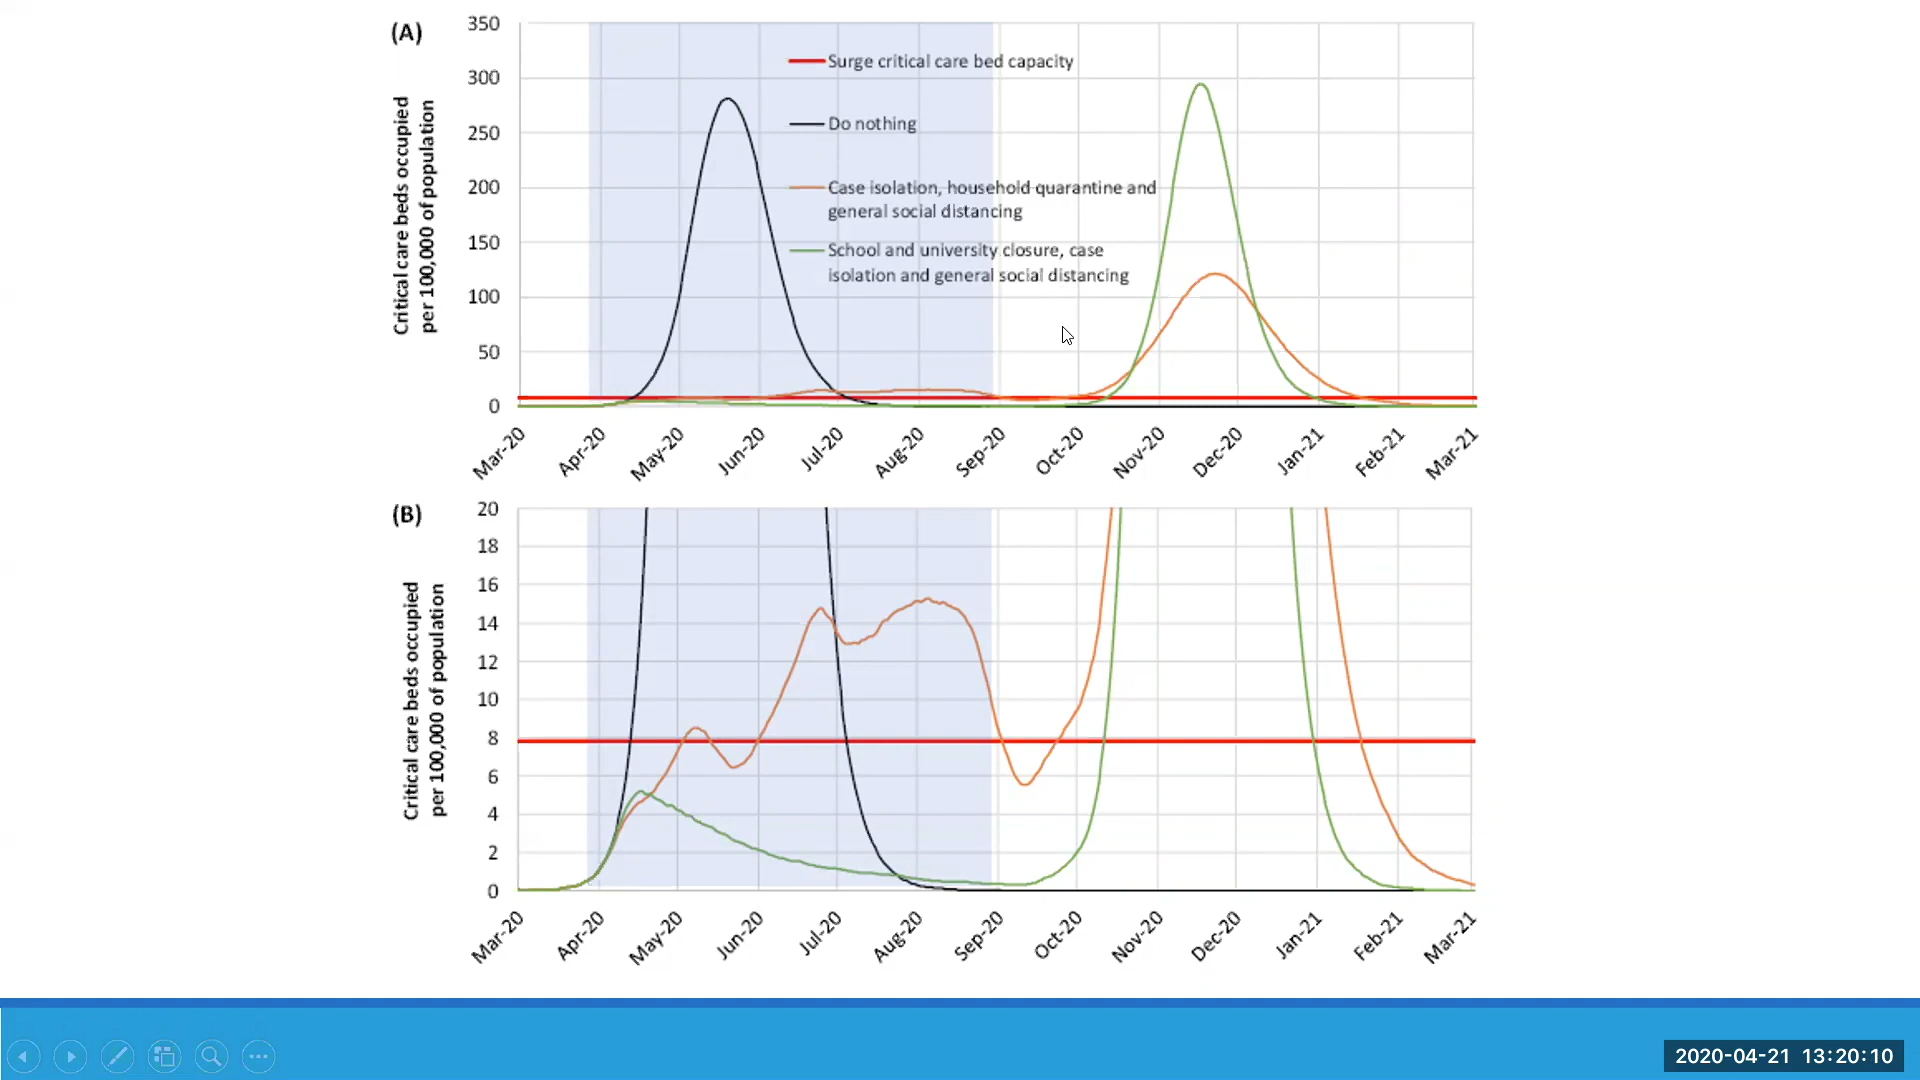 (A)
Critical care beds occupied
per 100,000 of population
350
300
250
200
150
100
50
0
Surge critical care bed capacity
Do nothing
Case isolation, household quarantine and
general social distancing
School and university closure, case
isolation and general social distancing
Mar-20
Apr-20
May-20
Jun-20
Jul-20
Aug-20
Sep-20
Oct-20
Nov-20
Dec-20
Jan-21
Feb-21
Mar-21
(B)
Critical care beds occupied
per 100,000 of population
20
18
16
14
12
10
8
6
4
2
0
Mar-20
Apr-20
May-20
Jun-20
Jul-20
Aug-20
Sep-20
Oct-20
Nov-20
Dec-20
Jan-21
Feb-21
Mar-21
2020-04-21 13:20:10